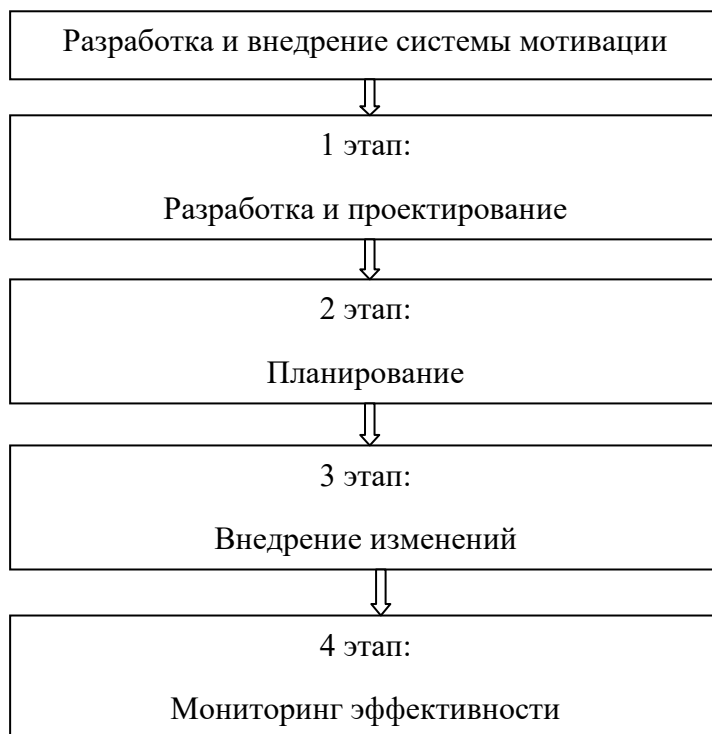 Разработка и внедрение системы мотивации
1 этап:
Разработка и проектирование
2 этап:
Планирование
3 этап:
Внедрение изменений
4 этап:
Мониторинг эффективности